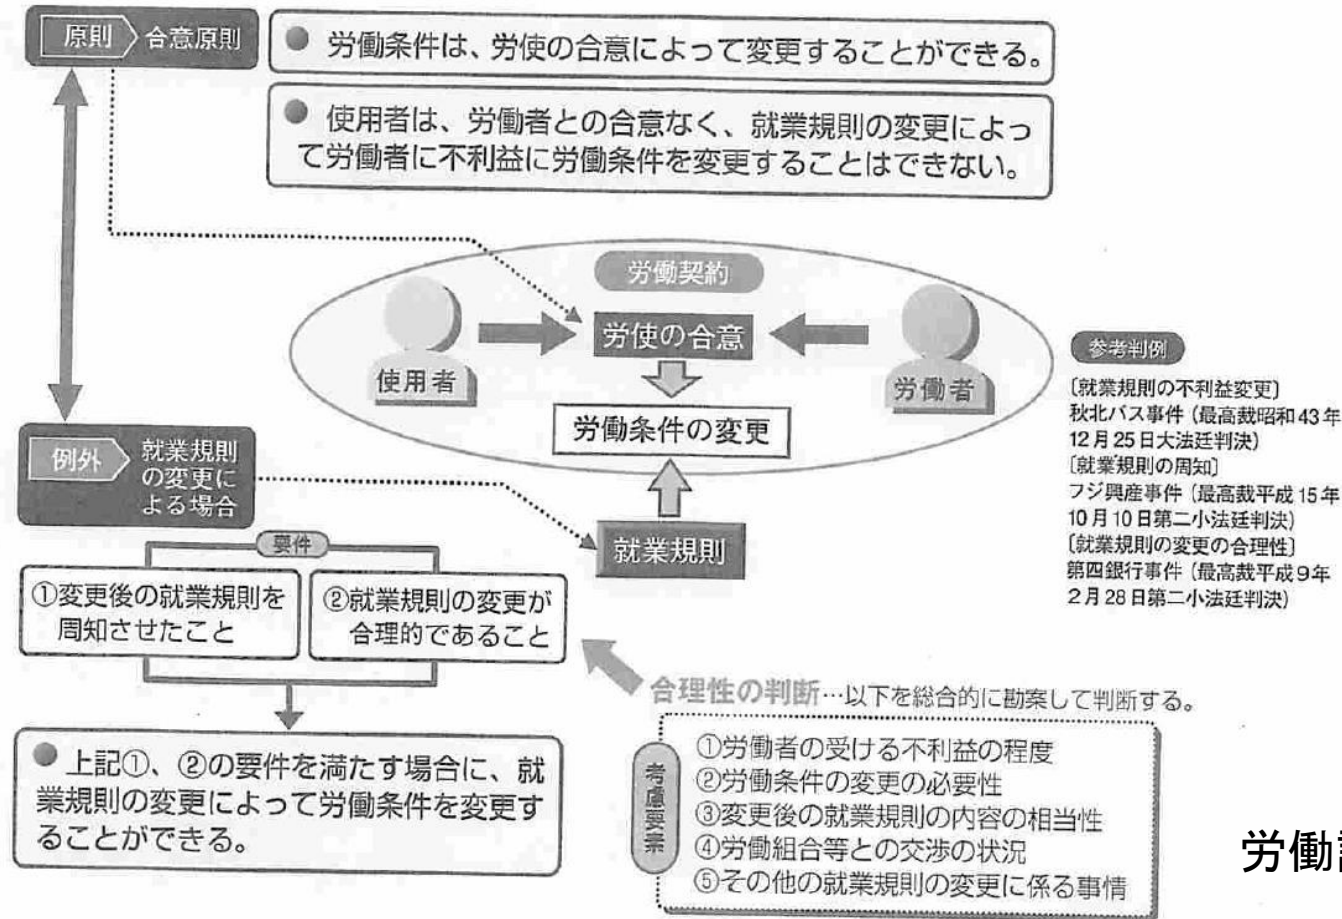 原則 合意原則
● 労働条件は、労使の合意によって変更することができる。
● 使用者は、労働者との合意なく、就業規則の変更によっ
て労働者に不利益に労働条件を変更することはできない。
労働契約
使用者
労使の合意
労働者
労働条件の変更
例外 就業規則
の変更に
よる場合
就業規則
要件
①変更後の就業規則を
周知させたこと
②就業規則の変更が
合理的であること
● 上記①、②の要件を満たす場合に、就
業規則の変更によって労働条件を変更す
ることができる。
合理性の判断…以下を総合的に勘案して判断する。
考慮要素
①労働者の受ける不利益の程度
②労働条件の変更の必要性
③変更後の就業規則の内容の相当性
④労働組合等との交渉の状況
⑤その他の就業規則の変更に係る事情
参考判例
〔就業規則の不利益変更〕
秋北バス事件(最高裁昭和43年
12月25日大法廷判決)
〔就業規則の周知〕
フジ興産事件(最高裁平成15年
10月10日第二小法廷判決)
〔就業規則の変更の合理性〕
第四銀行事件(最高裁平成9年
2月28日第二小法廷判決)
労働